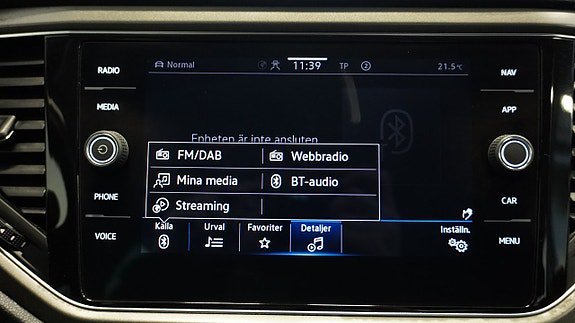 RADIO
MEDIA
PHONE
VOICE
Normal 11:39 TP 2 21.5°C
Enheten är inte ansluten
FM/DAB Webbradio
Mina media BT-audio
Streaming
Källa Urval Favoriter Detaljer Inställn.
NAV
APP
CAR
MENU